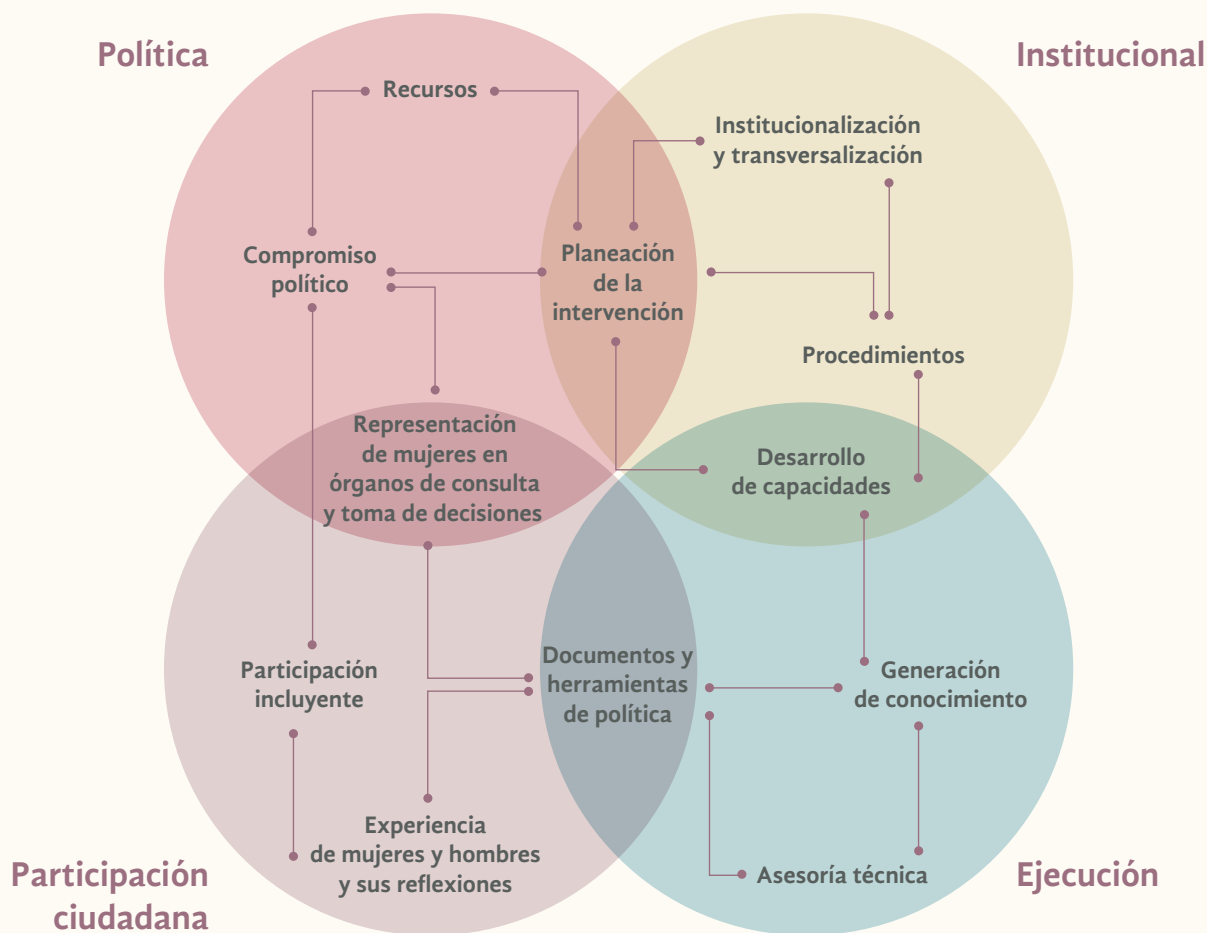 Política
Institucional
Recursos
Institucionalización
y transversalización
Compromiso
político
Planeación
de la
intervención
Procedimientos
Representación
de mujeres en
órganos de consulta
y toma de decisiones
Desarrollo
de capacidades
Participación
incluyente
Documentos y
herramientas
de política
Generación
de conocimiento
Experiencia
de mujeres y hombres
y sus reflexiones
Asesoría técnica
Participación
ciudadana
Ejecución